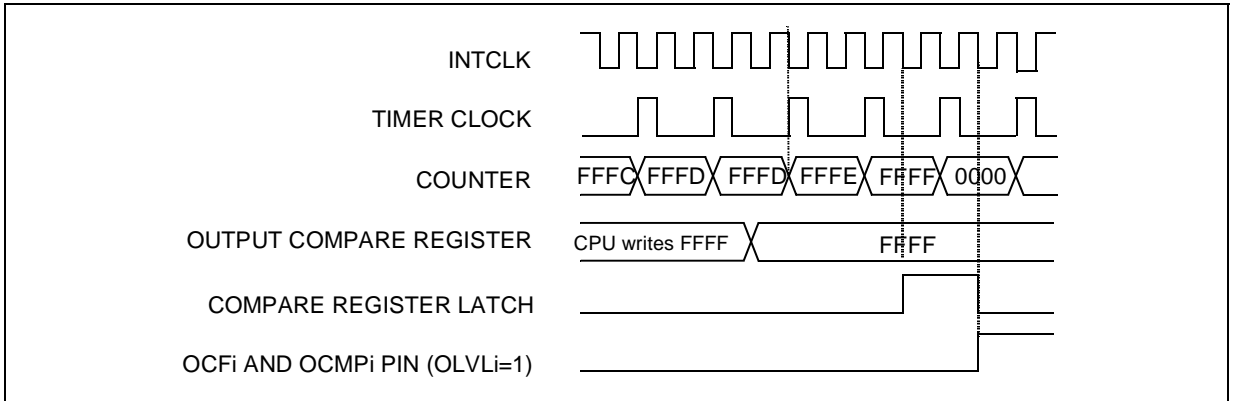 INTCLK
TIMER CLOCK
COUNTER FFFC FFFD FFFD FFFE FFFF 0000
OUTPUT COMPARE REGISTER CPU writes FFFF FFFF
COMPARE REGISTER LATCH
OCFi AND OCMPi PIN (OLVLi=1)